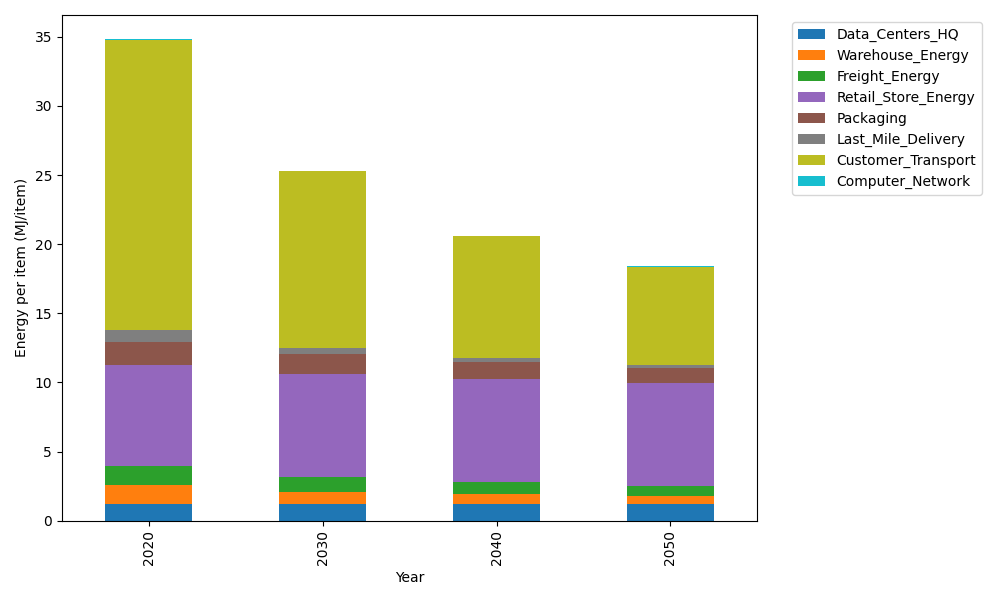 35
30
25
20
15
10
5
0
Energy per item (MJ/item)
2020
2030
2040
2050
Year
Data_Centers_HQ
Warehouse_Energy
Freight_Energy
Retail_Store_Energy
Packaging
Last_Mile_Delivery
Customer_Transport
Computer_Network